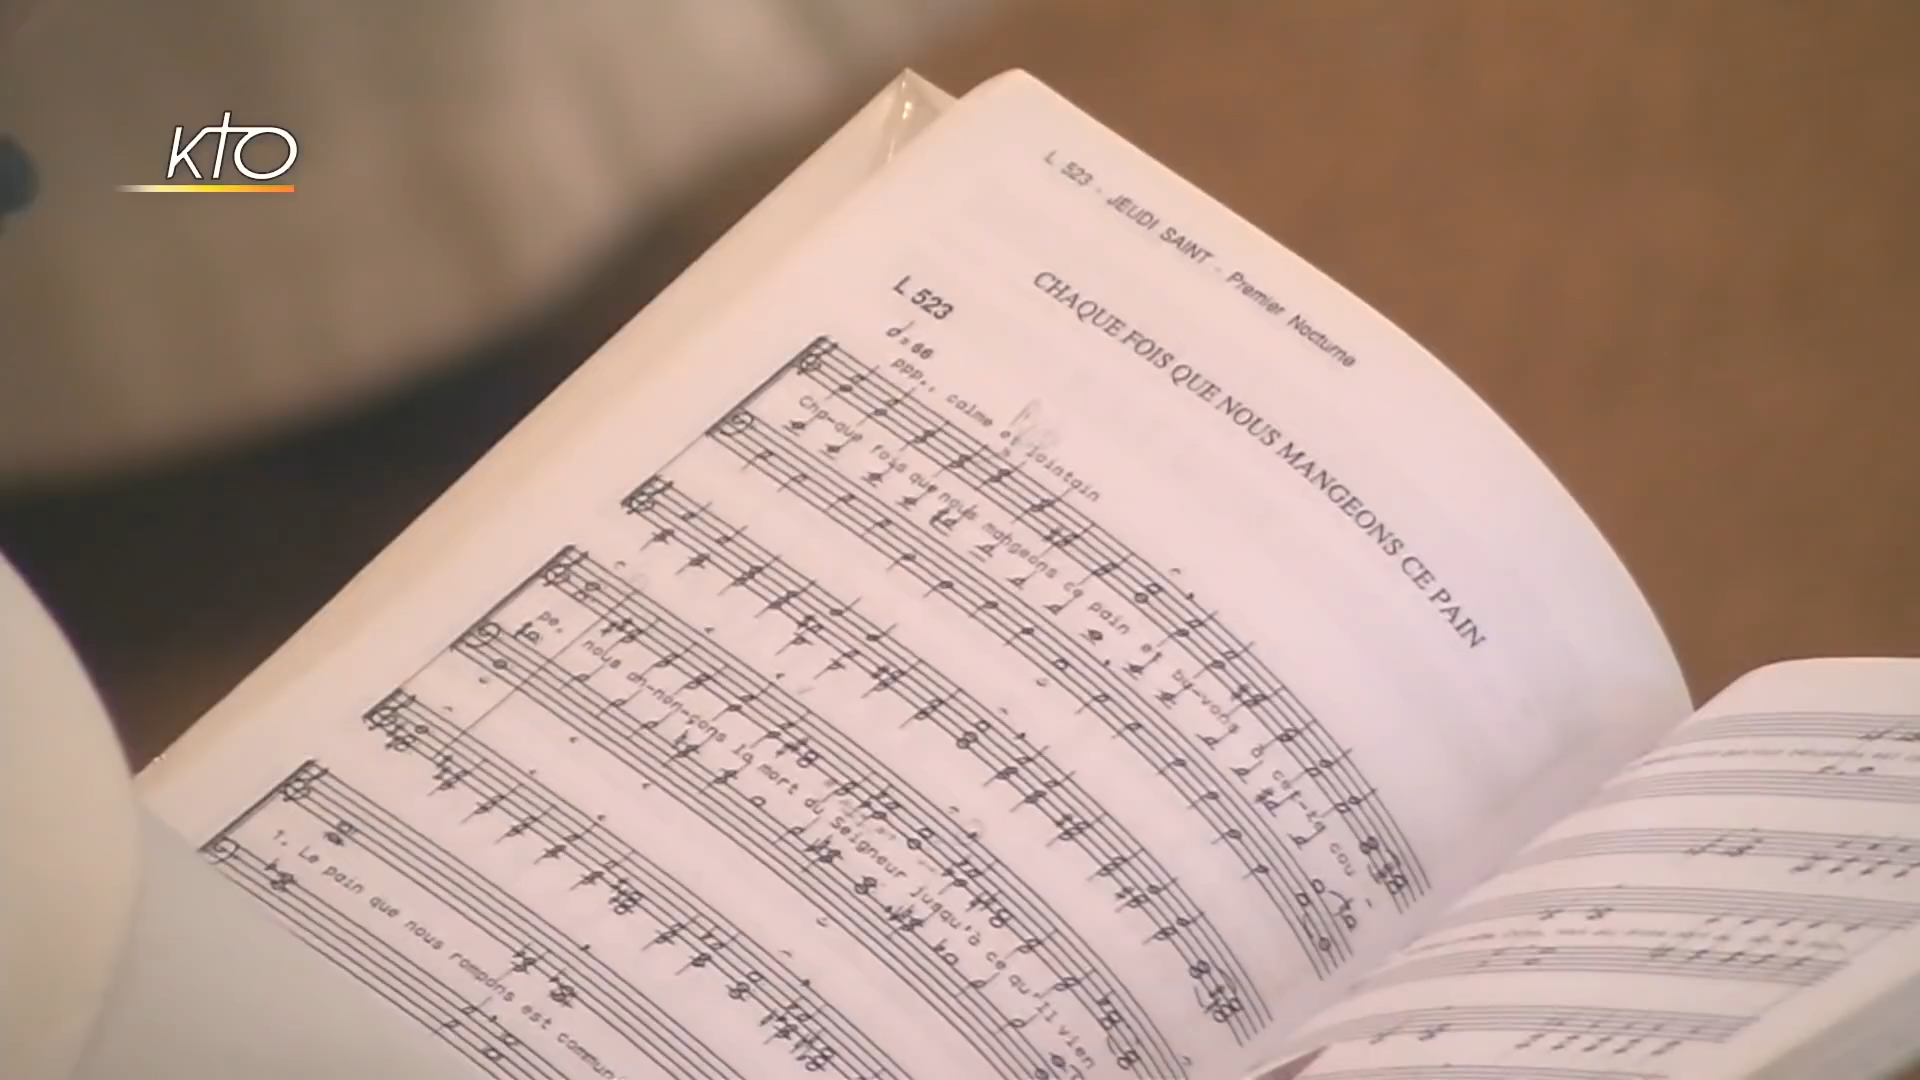 KTO
L 523 - JEUDI SAINT - Premier Nocturne
CHAQUE FOIS QUE NOUS MANGEONS CE PAIN
L 523
= 66
ppp., calme et lointain
Cha-que fois que nous mangeons ce pain et bu-vons à cet-te cou -
pe, nous an-non-çons la mort du Seigneur jusqu'à ce qu'il vien
1. Le pain que nous rompons est commun